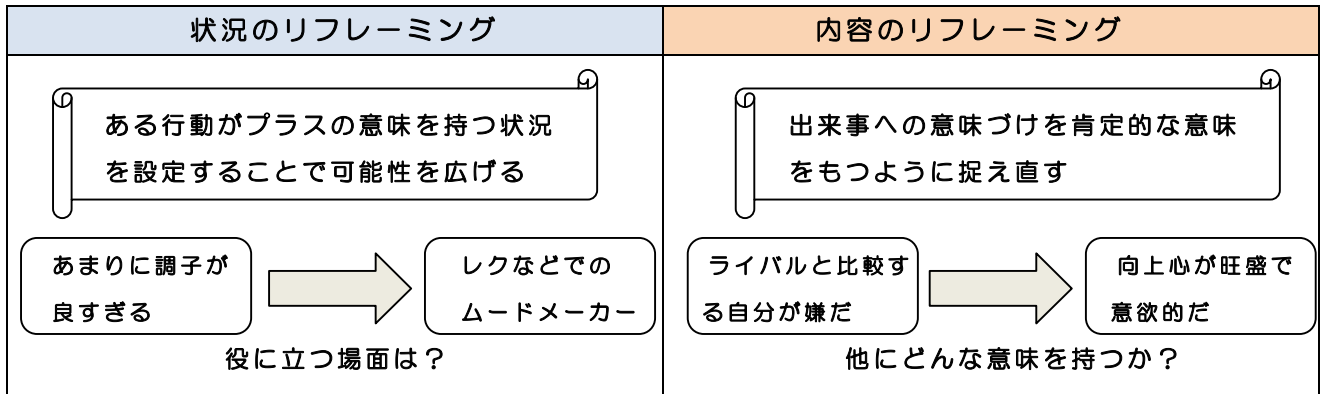 状況のリフレーミング
ある行動がプラスの意味を持つ状況
を設定することで可能性を広げる
あまりに調子が
良すぎる
レクなどでの
ムードメーカー
役に立つ場面は？
内容のリフレーミング
出来事への意味づけを肯定的な意味
をもつように捉え直す
ライバルと比較す
る自分が嫌だ
向上心が旺盛で
意欲的だ
他にどんな意味を持つか？